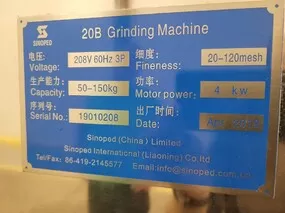 20B Grinding Machine
SINOPED
电压: 208V 60Hz 3P 细度: 20~120mesh
Voltage: Fineness:
生产能力: 50~150kg 功率: 4 kw
Capacity: Motor power:
序列号: 19010208 出厂时间:
Serial No.: Date:
Sinoped (China) Limited
Sinoped International (Liaoning) Co.ltd
Tel/Fax: 86-419-2145577 Email:info@sinoped.com.cn